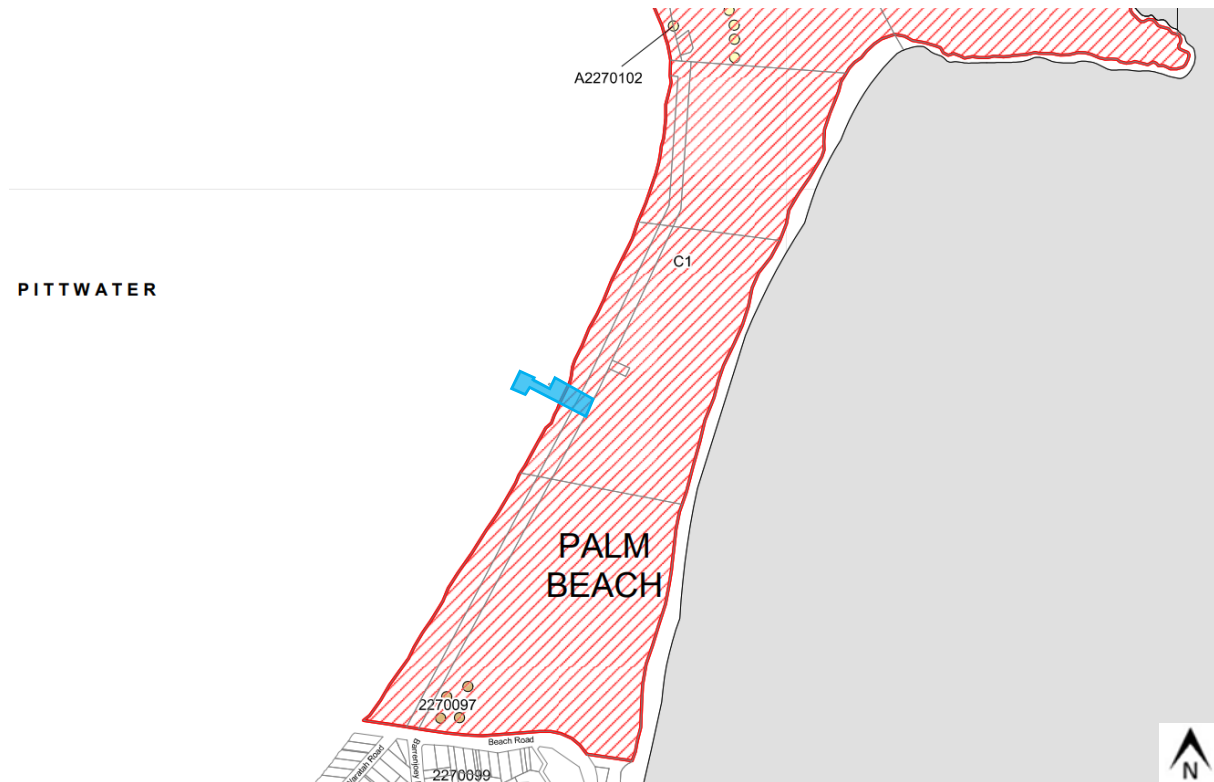 A2270102
C1
PITTWATER
PALM
BEACH
2270097
Beach Road
2270099
N